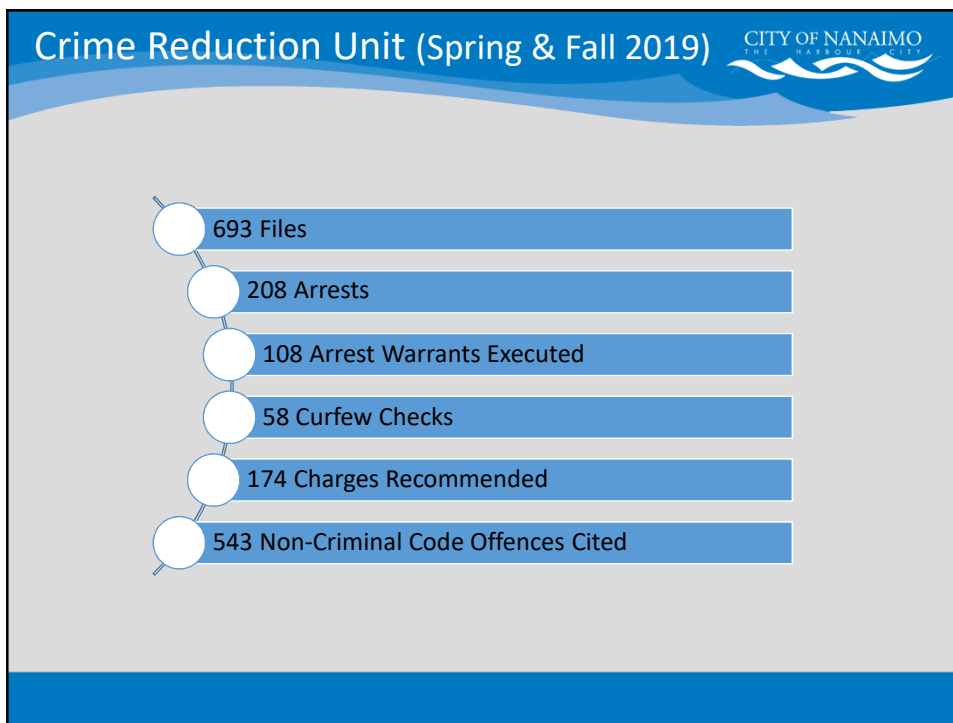 Crime Reduction Unit (Spring & Fall 2019)
CITY OF NANAIMO
THE HARBOUR CITY
693 Files
208 Arrests
108 Arrest Warrants Executed
58 Curfew Checks
174 Charges Recommended
543 Non-Criminal Code Offences Cited